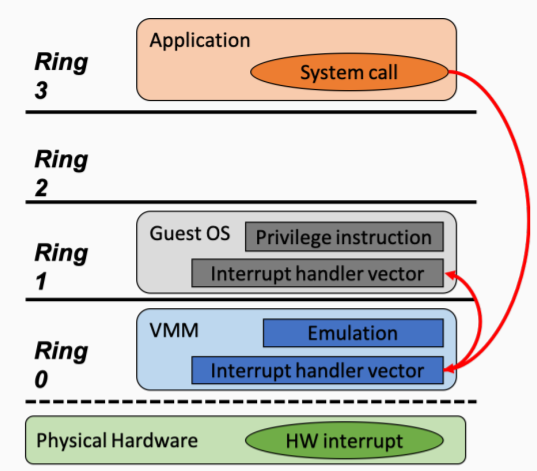 Application
System call
Ring
3
Ring
2
Guest OS
Privilege instruction
Interrupt handler vector
Ring
1
VMM
Emulation
Interrupt handler vector
Ring
0
Physical Hardware
HW interrupt